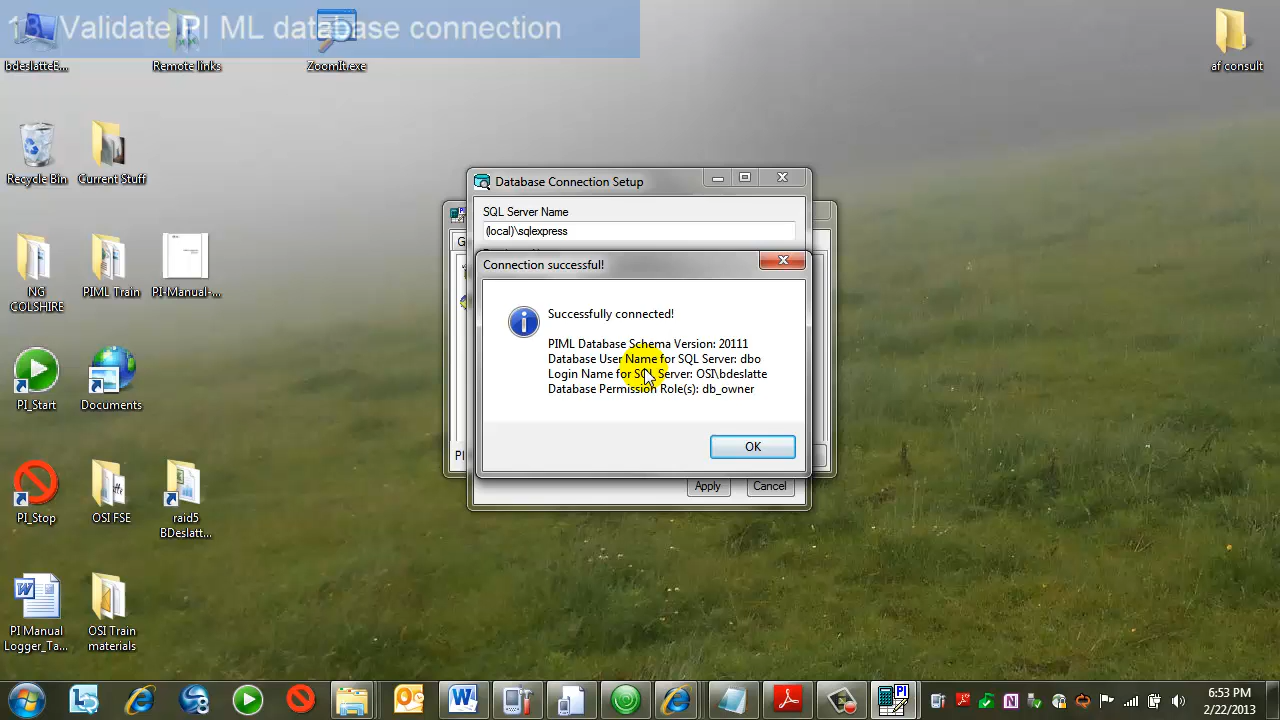 13. Validate PI ML database connection
bdeslatteE...
Remote links
ZoomIt.exe
af consult
Recycle Bin
Current Stuff
NG COLSHIRE
PIML Train
PI-Manual-...
PI_Start
Documents
PI_Stop
OSI FSE
raid5
BDeslatt...
PI Manual
Logger_Ta...
OSI Train
materials
Database Connection Setup
SQL Server Name
(local)\sqlexpress
Connection successful!
Successfully connected!
PIML Database Schema Version: 20111
Database User Name for SQL Server: dbo
Login Name for SQL Server: OSI\bdeslatte
Database Permission Role(s): db_owner
OK
PI
Apply
Cancel
PI
6:53 PM
2/22/2013